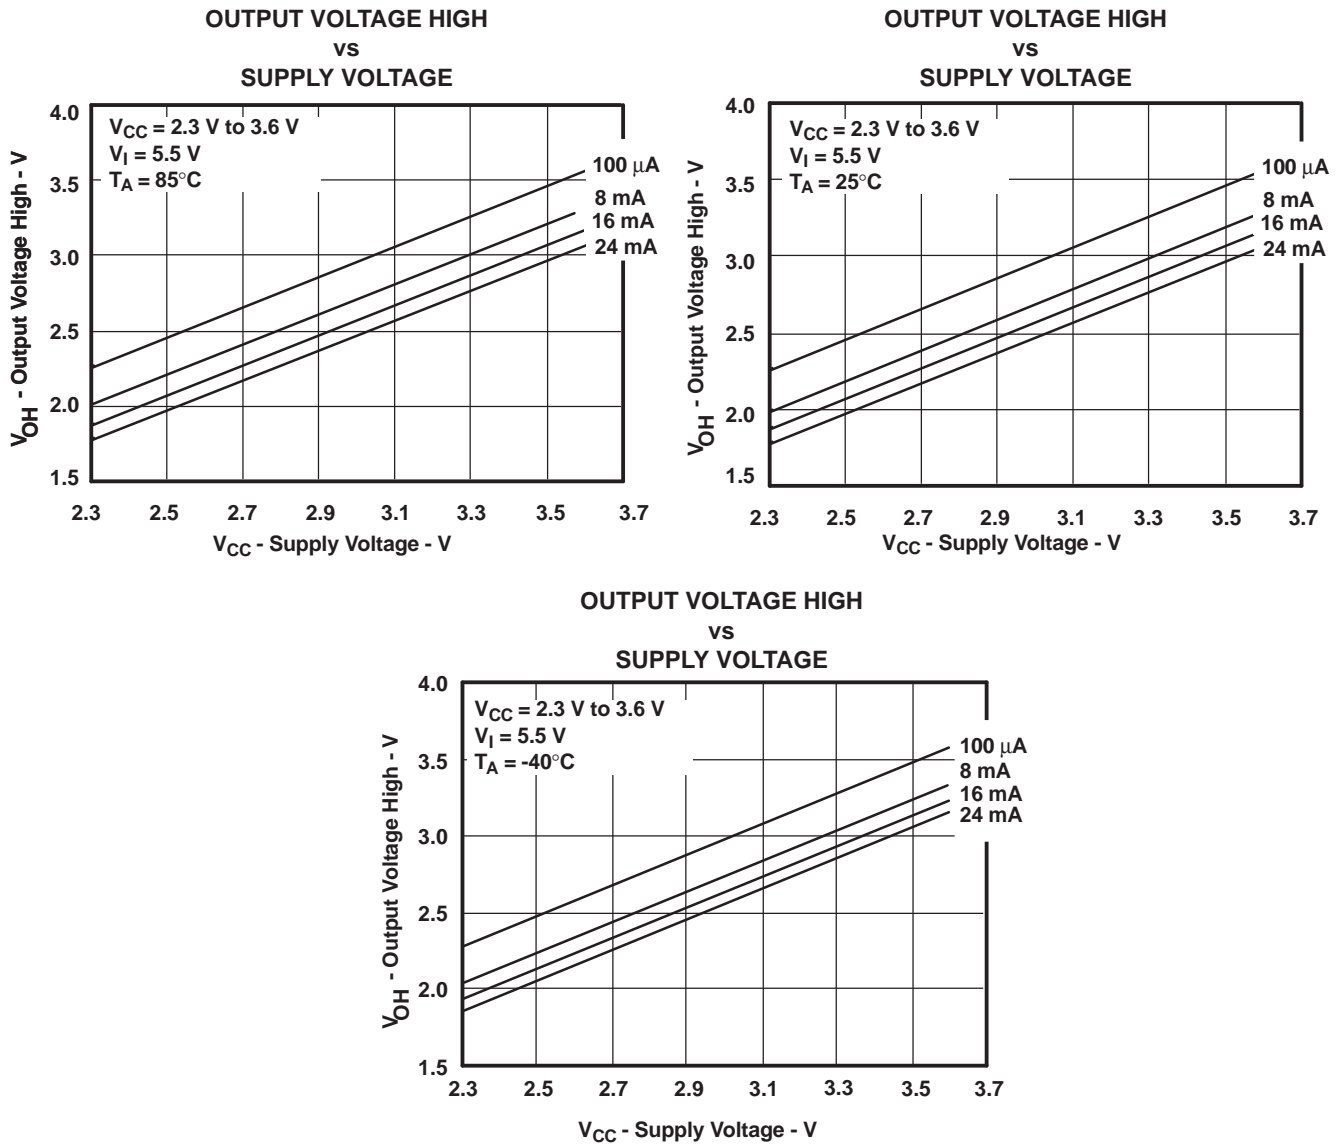 OUTPUT VOLTAGE HIGH
vs
SUPPLY VOLTAGE
4.0
3.5
3.0
2.5
2.0
1.5
VOH - Output Voltage High - V
VCC = 2.3 V to 3.6 V
VI = 5.5 V
TA = 85°C
100 μA
8 mA
16 mA
24 mA
2.3 2.5 2.7 2.9 3.1 3.3 3.5 3.7
VCC - Supply Voltage - V
OUTPUT VOLTAGE HIGH
vs
SUPPLY VOLTAGE
4.0
3.5
3.0
2.5
2.0
1.5
VOH - Output Voltage High - V
VCC = 2.3 V to 3.6 V
VI = 5.5 V
TA = 25°C
100 μA
8 mA
16 mA
24 mA
2.3 2.5 2.7 2.9 3.1 3.3 3.5 3.7
VCC - Supply Voltage - V
OUTPUT VOLTAGE HIGH
vs
SUPPLY VOLTAGE
4.0
3.5
3.0
2.5
2.0
1.5
VOH - Output Voltage High - V
VCC = 2.3 V to 3.6 V
VI = 5.5 V
TA = -40°C
100 μA
8 mA
16 mA
24 mA
2.3 2.5 2.7 2.9 3.1 3.3 3.5 3.7
VCC - Supply Voltage - V